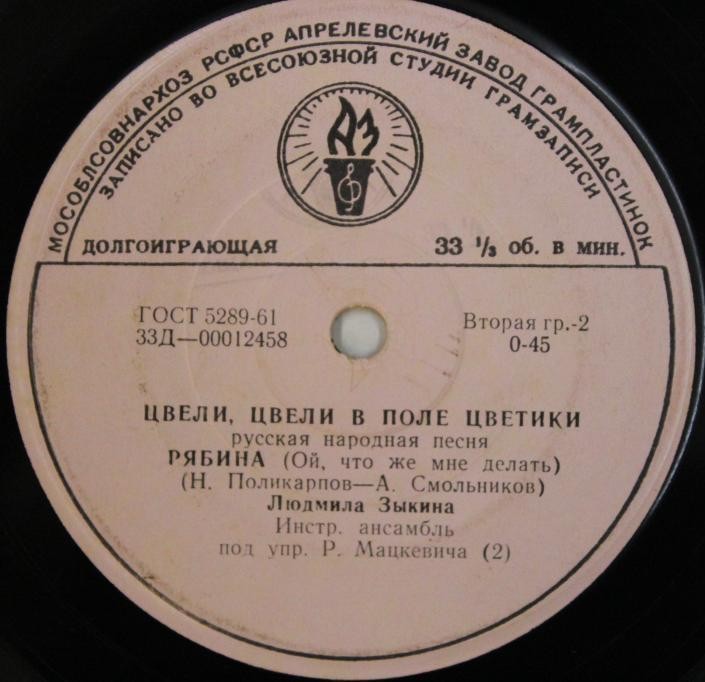 МОСОБЛСОВНАРХОЗ РСФСР АПРЕЛЕВСКИЙ ЗАВОД ГРАМПЛАСТИНОК
ЗАПИСАНО ВО ВСЕСОЮЗНОЙ СТУДИИ ГРАМЗАПИСИ
АЗ
ДОЛГОИГРАЮЩАЯ 33 ⅓ об. в мин.
ГОСТ 5289-61 Вторая гр.-2
33Д—00012458 0-45
ЦВЕЛИ, ЦВЕЛИ В ПОЛЕ ЦВЕТИКИ
русская народная песня
РЯБИНА (Ой, что же мне делать)
(Н. Поликарпов—А. Смольников)
Людмила Зыкина
Инстр. ансамбль
под упр. Р. Мацкевича (2)